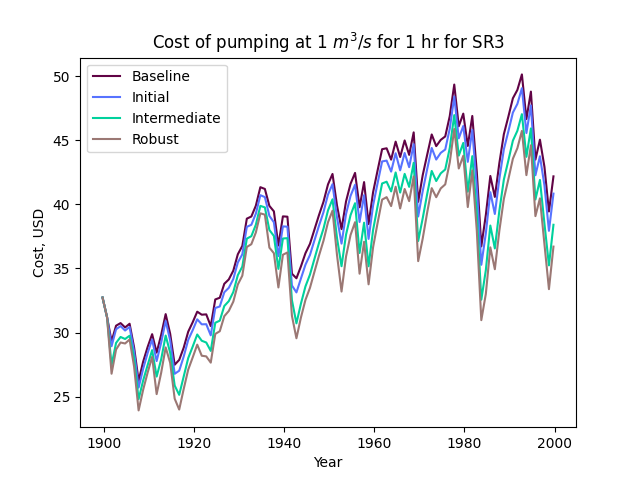 Cost of pumping at 1 m³/s for 1 hr for SR3
Baseline
Initial
Intermediate
Robust
50
45
40
35
30
25
Cost, USD
1900 1920 1940 1960 1980 2000
Year